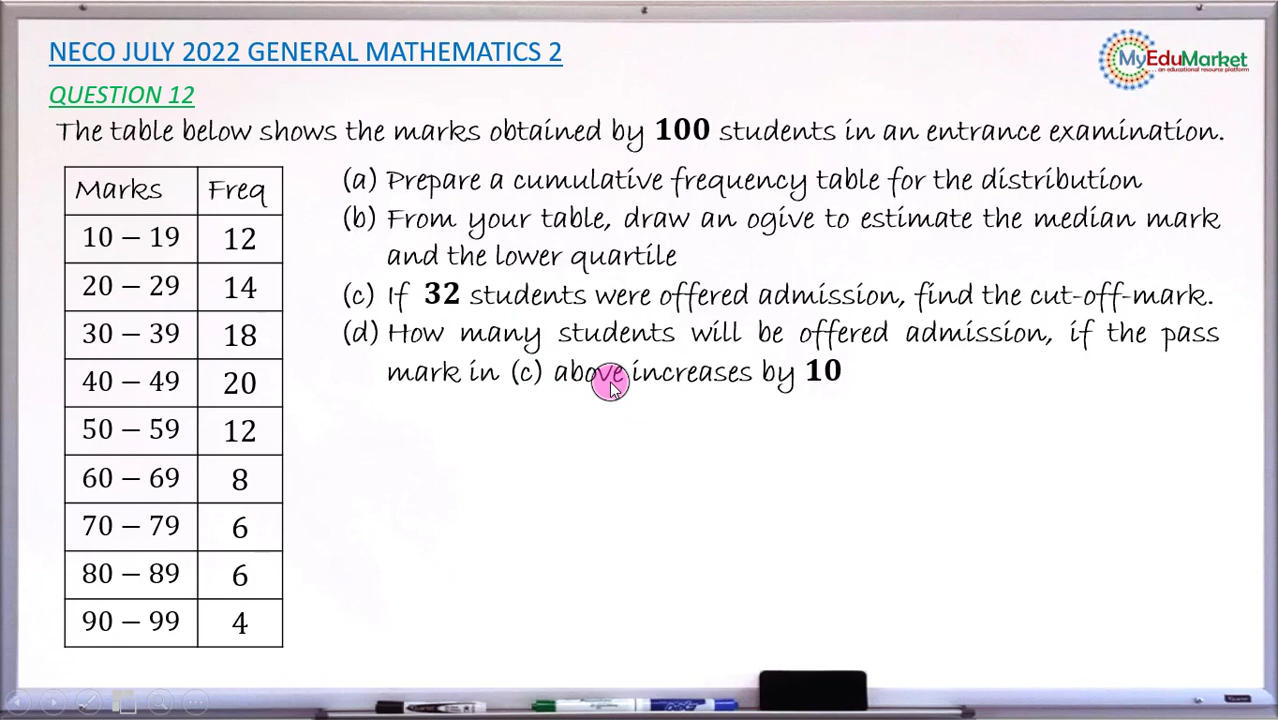 NECO JULY 2022 GENERAL MATHEMATICS 2
MyEduMarket
...an educational resource platform
QUESTION 12
The table below shows the marks obtained by 100 students in an entrance examination.
Marks Freq
10 – 19 12
20 – 29 14
30 – 39 18
40 – 49 20
50 – 59 12
60 – 69 8
70 – 79 6
80 – 89 6
90 – 99 4
(a) Prepare a cumulative frequency table for the distribution
(b) From your table, draw an ogive to estimate the median mark
and the lower quartile
(c) If 32 students were offered admission, find the cut-off-mark.
(d) How many students will be offered admission, if the pass
mark in (c) above increases by 10